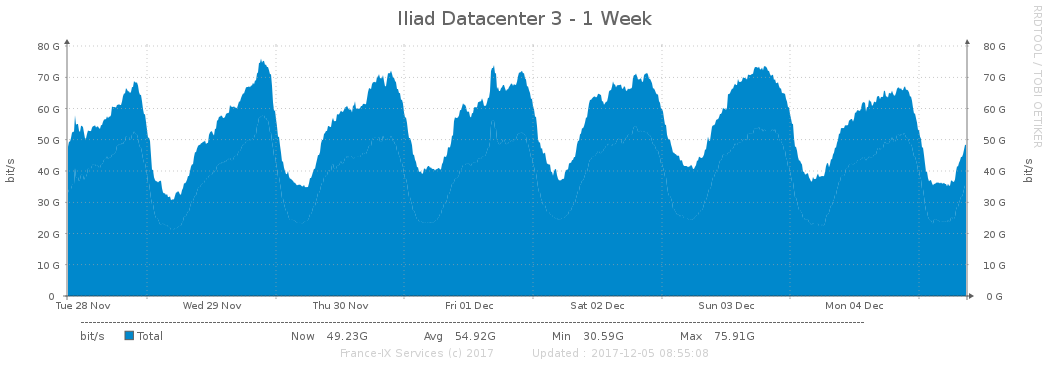 Iliad Datacenter 3 - 1 Week
RRDTOOL / TOBI OETIKER
80 G 80 G
70 G 70 G
60 G 60 G
50 G 50 G
40 G 40 G
30 G 30 G
20 G 20 G
10 G 10 G
0 0 G
bit/s bit/s
Tue 28 Nov Wed 29 Nov Thu 30 Nov Fri 01 Dec Sat 02 Dec Sun 03 Dec Mon 04 Dec
bit/s Total Now 49.23G Avg 54.92G Min 30.59G Max 75.91G
France-IX Services (c) 2017 Updated : 2017-12-05 08:55:08